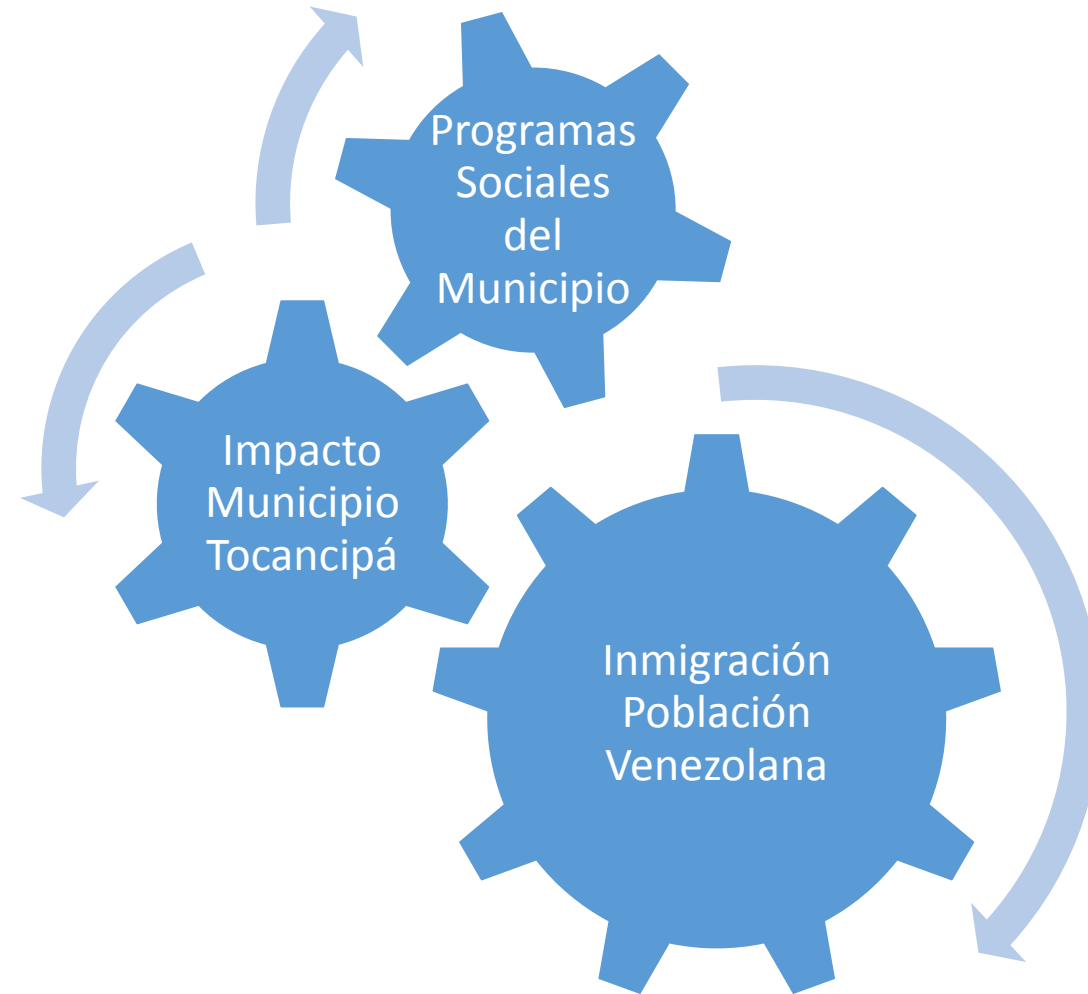 Programas
Sociales
del
Municipio
Impacto
Municipio
Tocancipá
Inmigración
Población
Venezolana